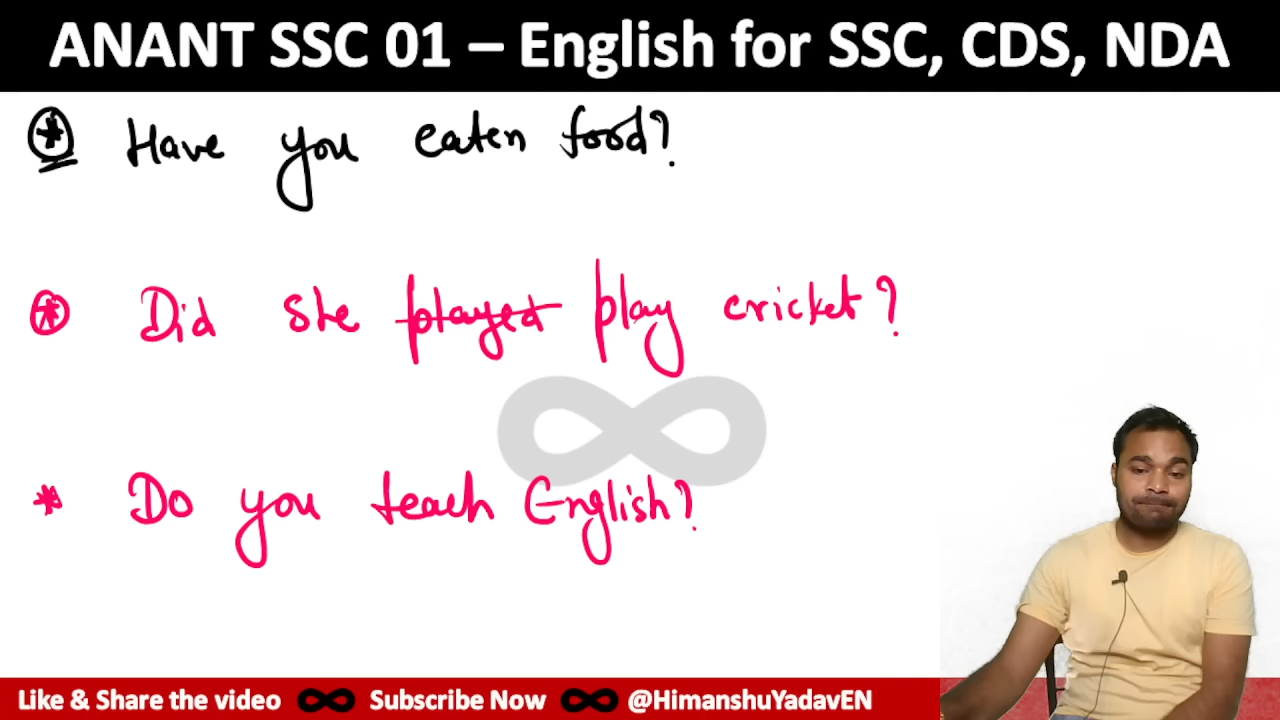 ANANT SSC 01 – English for SSC, CDS, NDA
* Have you eaten food?
* Did she played play cricket?
* Do you teach English?
Like & Share the video Subscribe Now @HimanshuYadavEN